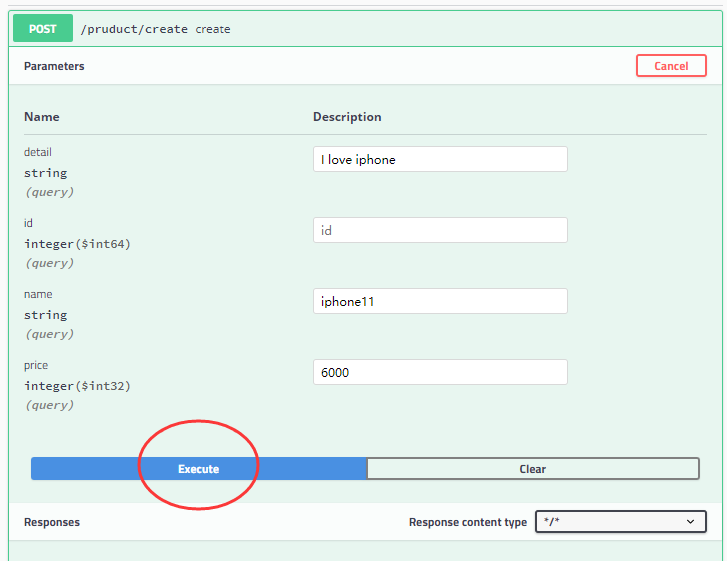 POST /pruduct/create create
Parameters Cancel
Name Description
detail
string I love iphone
(query)
id
integer($int64) id
(query)
name
string iphone11
(query)
price
integer($int32) 6000
(query)
Execute Clear
Responses Response content type */*